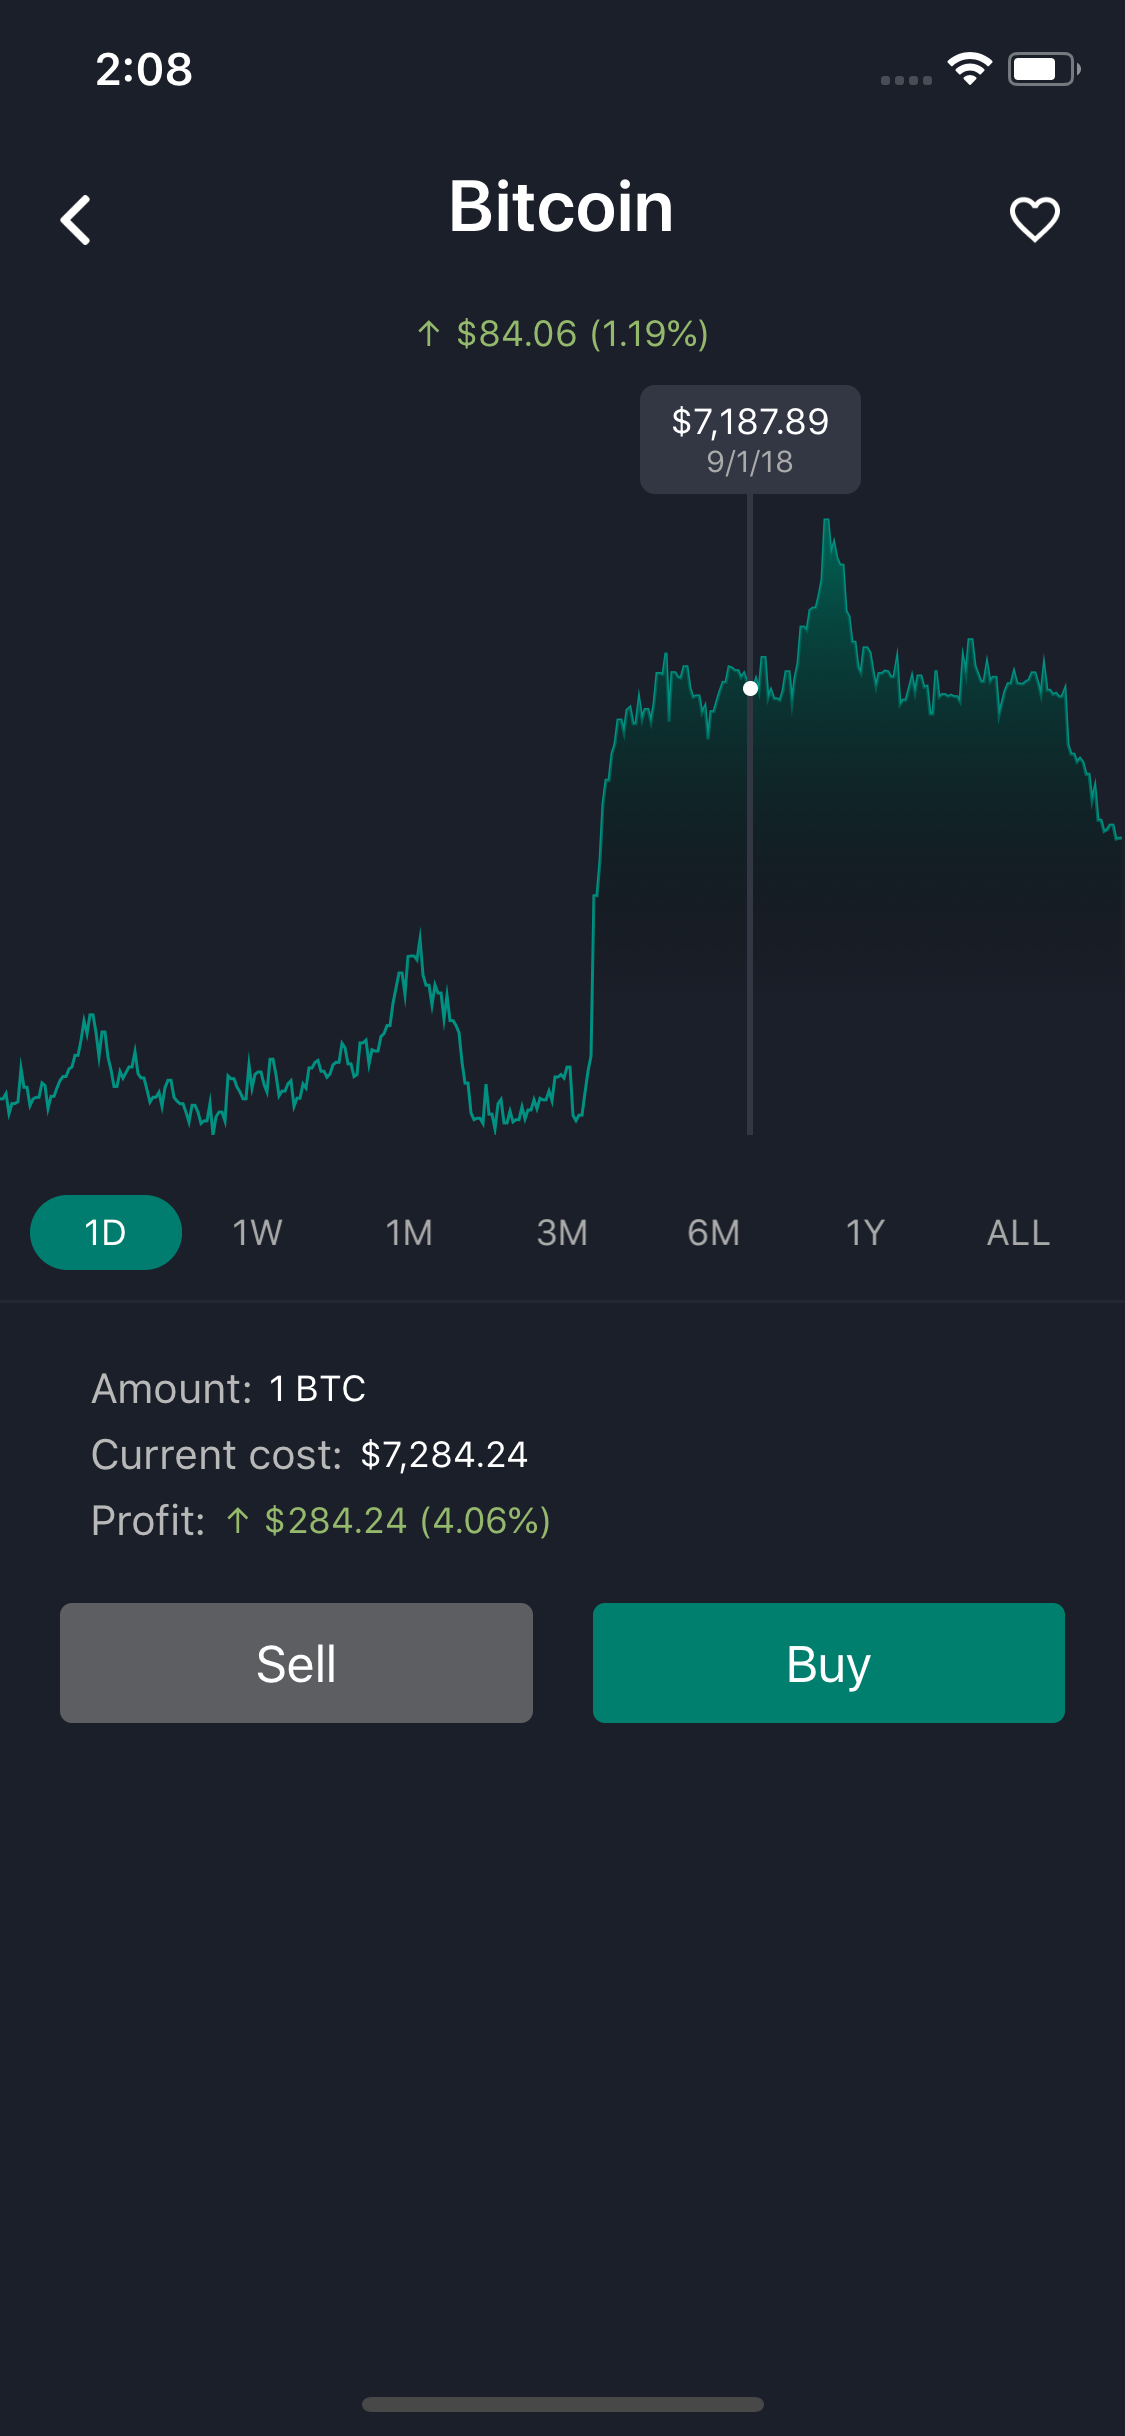 2:08
Bitcoin
↑ $84.06 (1.19%)
$7,187.89
9/1/18
1D 1W 1M 3M 6M 1Y ALL
Amount: 1 BTC
Current cost: $7,284.24
Profit: ↑ $284.24 (4.06%)
Sell Buy